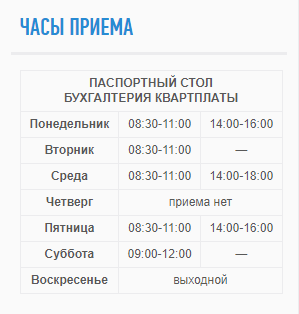 ЧАСЫ ПРИЕМА
ПАСПОРТНЫЙ СТОЛ
БУХГАЛТЕРИЯ КВАРТПЛАТЫ
Понедельник 08:30-11:00 14:00-16:00
Вторник 08:30-11:00 —
Среда 08:30-11:00 14:00-18:00
Четверг приема нет
Пятница 08:30-11:00 14:00-16:00
Суббота 09:00-12:00 —
Воскресенье выходной